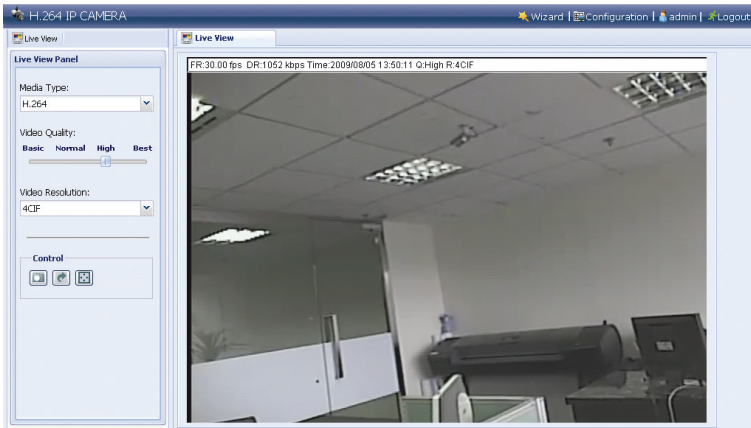 H.264 IP CAMERA
Wizard | Configuration | admin | Logout
Live View
Live View
Live View Panel
FR:30.00 fps DR:1052 kbps Time:2009/08/05 13:50:11 Q:High R:4CIF
Media Type:
H.264
Video Quality:
Basic Normal High Best
Video Resolution:
4CIF
Control